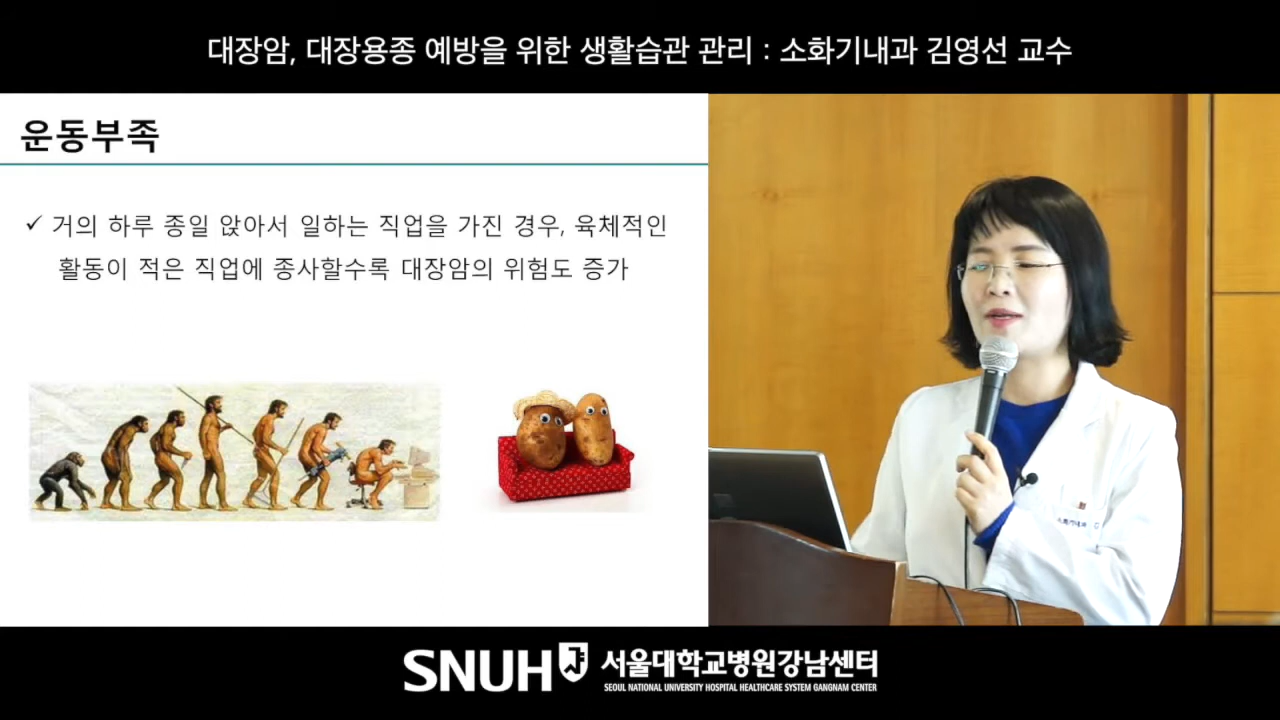 대장암, 대장용종 예방을 위한 생활습관 관리 : 소화기내과 김영선 교수
운동부족
✓ 거의 하루 종일 앉아서 일하는 직업을 가진 경우, 육체적인
활동이 적은 직업에 종사할수록 대장암의 위험도 증가
소화기내과
SNUH 서울대학교병원강남센터
SEOUL NATIONAL UNIVERSITY HOSPITAL HEALTHCARE SYSTEM GANGNAM CENTER